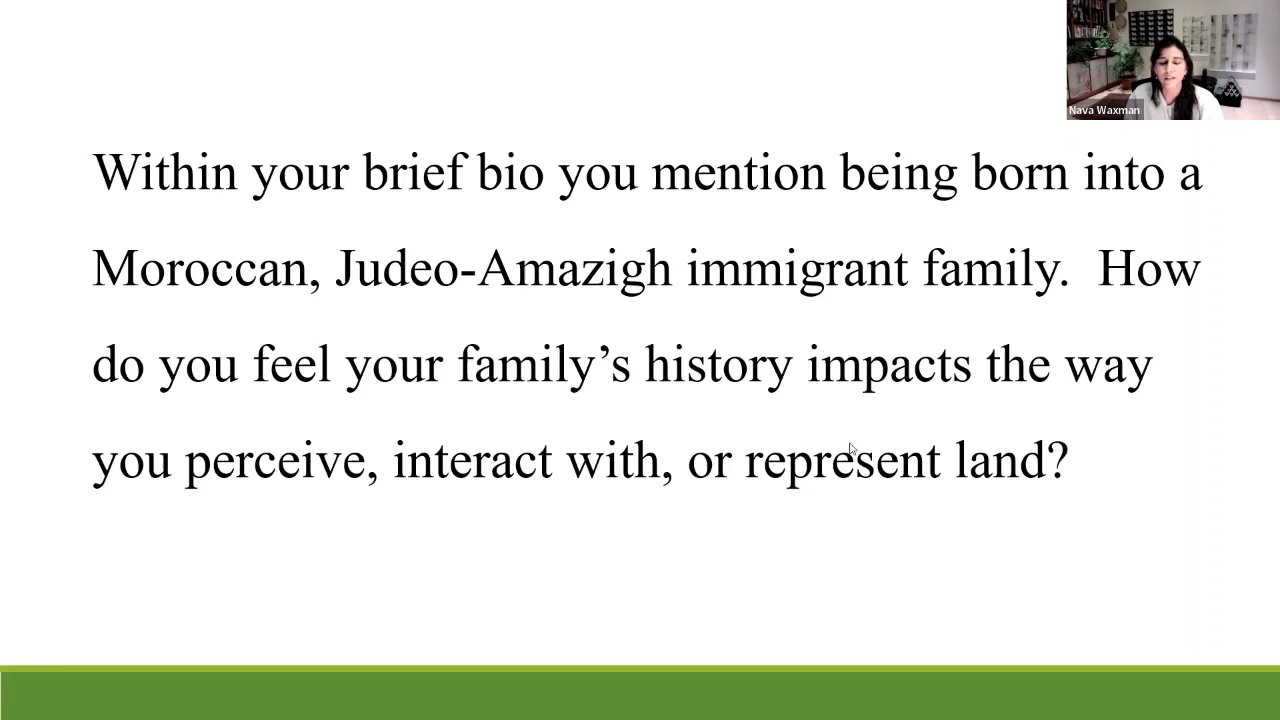 Nava Waxman
Within your brief bio you mention being born into a
Moroccan, Judeo-Amazigh immigrant family.  How
do you feel your family’s history impacts the way
you perceive, interact with, or represent land?